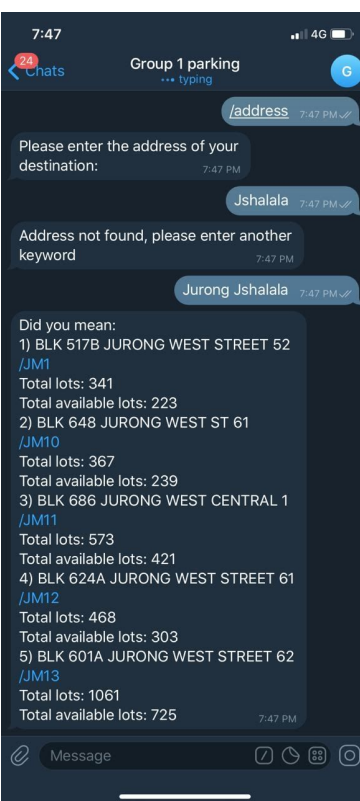 7:47
4G
24
Chats
Group 1 parking
••• typing
G
/address 7:47 PM
Please enter the address of your
destination:
7:47 PM
Jshalala 7:47 PM
Address not found, please enter another
keyword
7:47 PM
Jurong Jshalala 7:47 PM
Did you mean:
1) BLK 517B JURONG WEST STREET 52
/JM1
Total lots: 341
Total available lots: 223
2) BLK 648 JURONG WEST ST 61
/JM10
Total lots: 367
Total available lots: 239
3) BLK 686 JURONG WEST CENTRAL 1
/JM11
Total lots: 573
Total available lots: 421
4) BLK 624A JURONG WEST STREET 61
/JM12
Total lots: 468
Total available lots: 303
5) BLK 601A JURONG WEST STREET 62
/JM13
Total lots: 1061
Total available lots: 725
7:47 PM
Message